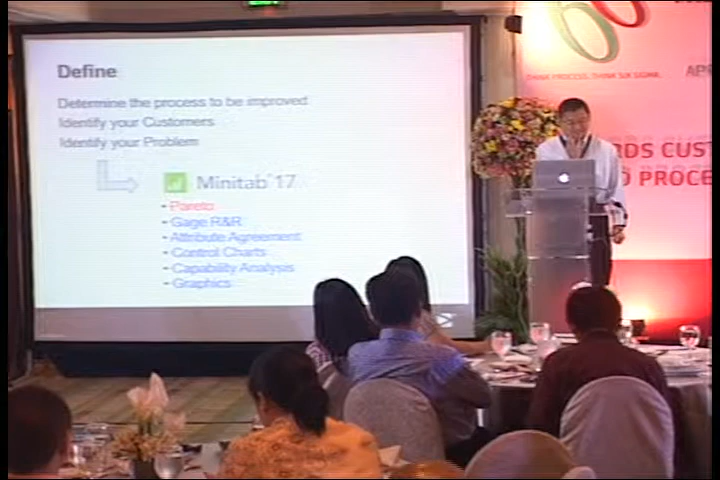 Define
Determine the process to be improved
Identify your Customers
Identify your Problem
Minitab 17
- Pareto
- Gage R&R
- Attribute Agreement
- Control Charts
- Capability Analysis
- Graphics
THINK PROCESS. THINK SIX SIGMA.
RDS CUST
PROCE